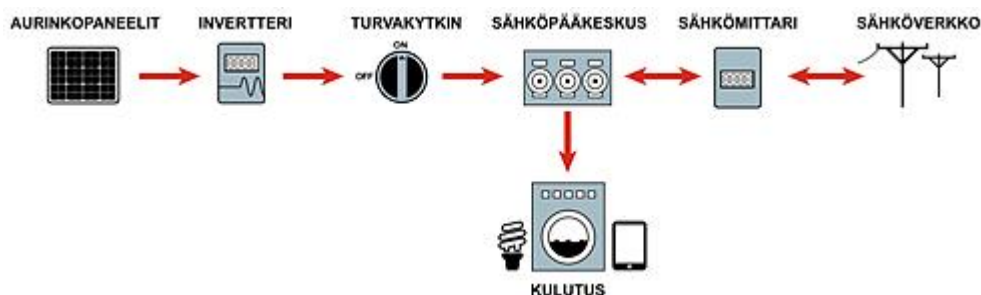 AURINKOPANEELIT INVERTTERI TURVAKYTKIN SÄHKÖPÄÄKESKUS SÄHKÖMITTARI SÄHKÖVERKKO
ON
OFF
KULUTUS